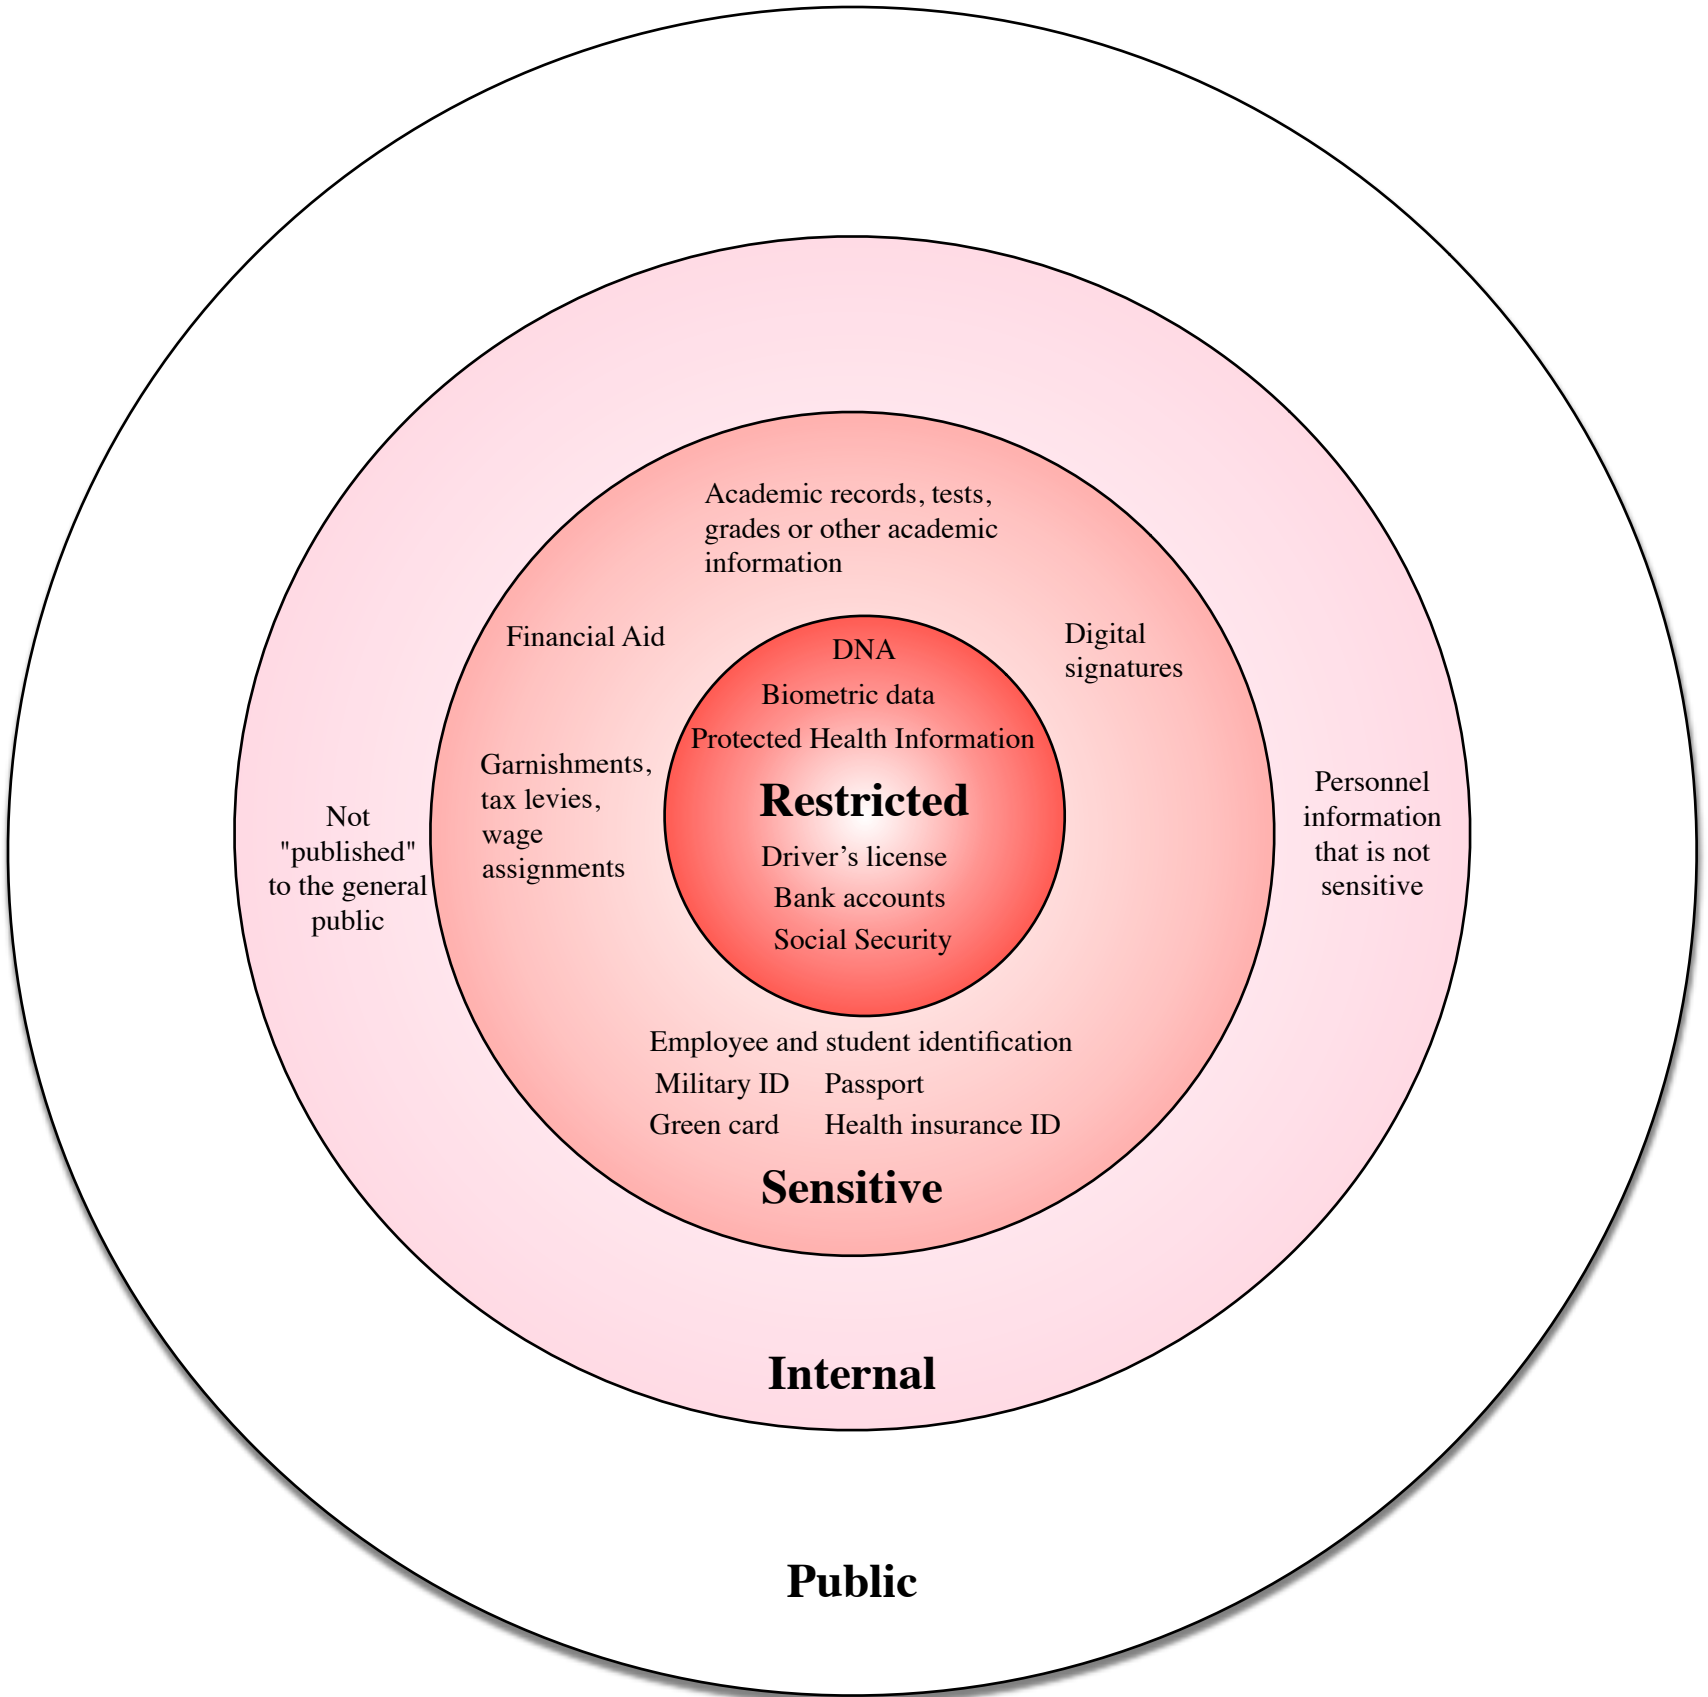 Academic records, tests,
grades or other academic
information
Financial Aid
Digital
signatures
DNA
Biometric data
Protected Health Information
Restricted
Driver’s license
Bank accounts
Social Security
Garnishments,
tax levies,
wage
assignments
Not
"published"
to the general
public
Personnel
information
that is not
sensitive
Employee and student identification
Military ID Passport
Green card Health insurance ID
Sensitive
Internal
Public